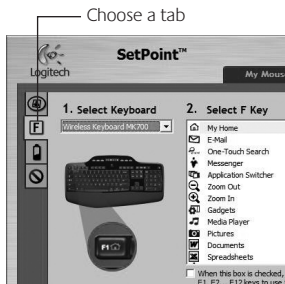 Choose a tab
Logitech
SetPoint™
My Mous
1. Select Keyboard
2. Select F Key
Wireless Keyboard MK700
F
My Home
E-Mail
One-Touch Search
Messenger
Application Switcher
Zoom Out
Zoom In
Gadgets
Media Player
Pictures
Documents
Spreadsheets
F1
When this box is checked,
F1, F2 ... F12 keys to use